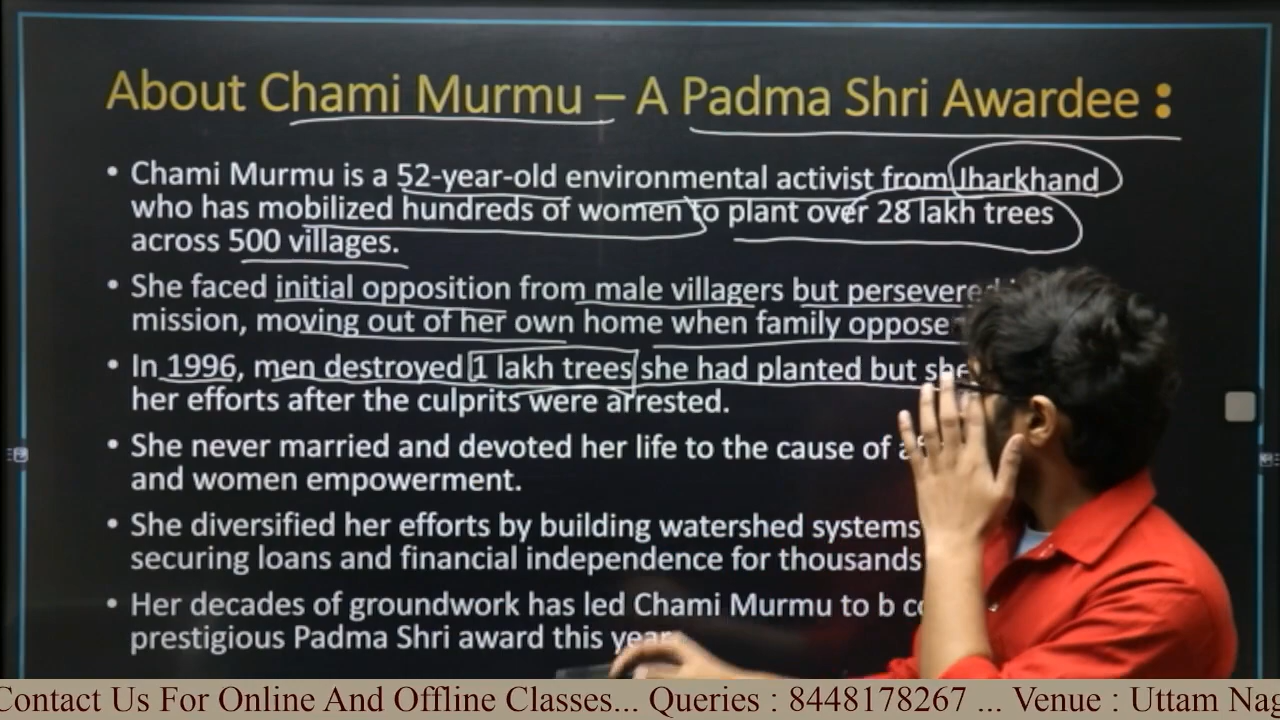 About Chami Murmu – A Padma Shri Awardee :
• Chami Murmu is a 52-year-old environmental activist from Jharkhand
who has mobilized hundreds of women to plant over 28 lakh trees
across 500 villages.
• She faced initial opposition from male villagers but persevered
mission, moving out of her own home when family oppose
• In 1996, men destroyed 1 lakh trees she had planted but she
her efforts after the culprits were arrested.
• She never married and devoted her life to the cause of
and women empowerment.
• She diversified her efforts by building watershed systems
securing loans and financial independence for thousands
• Her decades of groundwork has led Chami Murmu to b
prestigious Padma Shri award this year
Contact Us For Online And Offline Classes... Queries : 8448178267 ... Venue : Uttam Nag